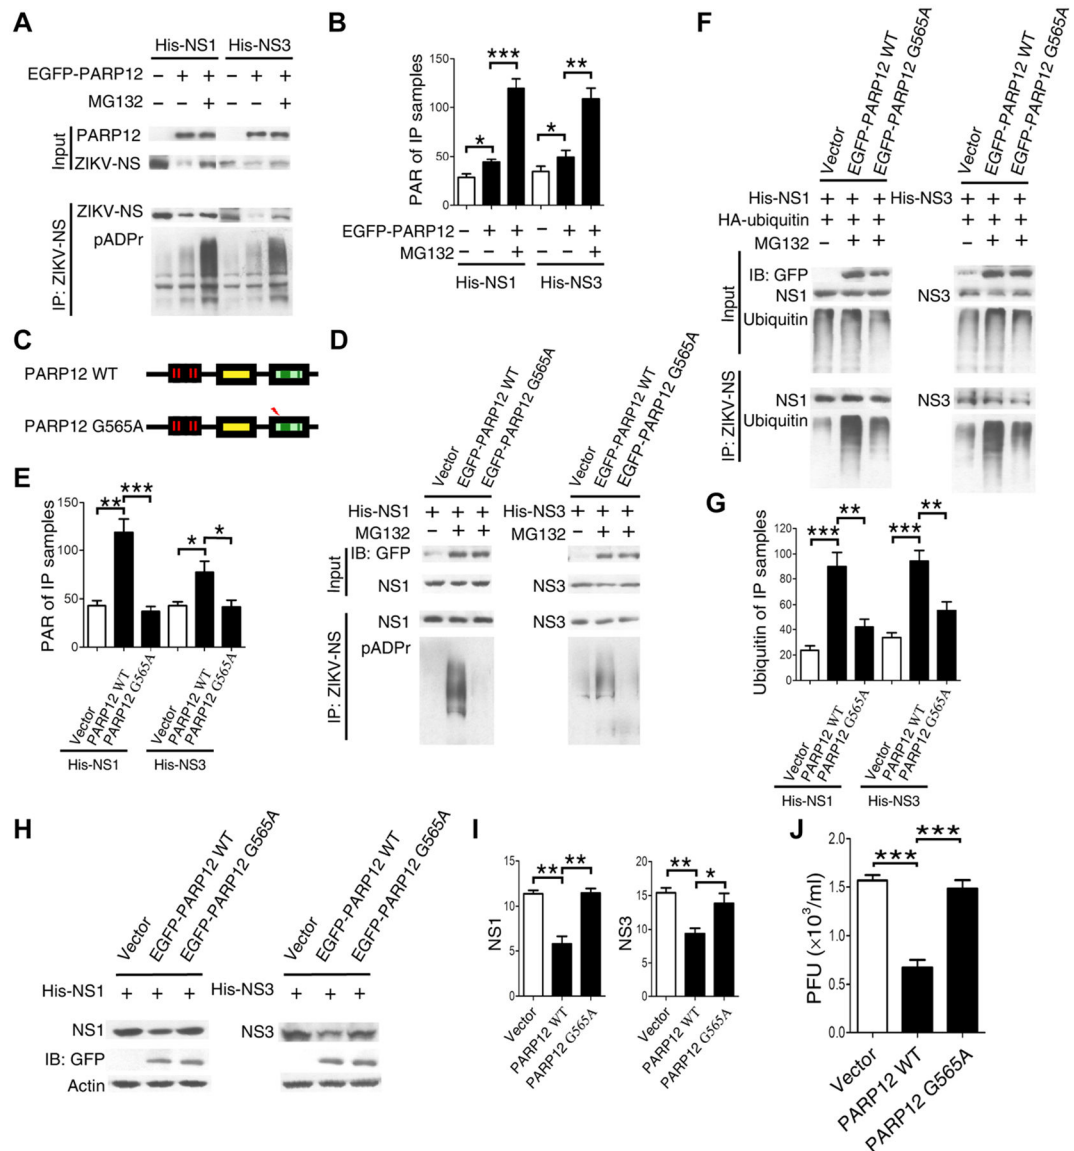 A
His-NS1 His-NS3
EGFP-PARP12 – + + – + +
MG132 – – + – – +
Input
PARP12
ZIKV-NS
IP: ZIKV-NS
ZIKV-NS
pADPr
B
PAR of IP samples
150
100
50
0
* *** * **
EGFP-PARP12 – + + – + +
MG132 – – + – – +
His-NS1 His-NS3
C
PARP12 WT
PARP12 G565A
D
Vector
EGFP-PARP12 WT
EGFP-PARP12 G565A
Vector
EGFP-PARP12 WT
EGFP-PARP12 G565A
His-NS1 + + + His-NS3 + + +
MG132 – + + MG132 – + +
Input
IB: GFP
NS1 NS3
IP: ZIKV-NS
NS1 NS3
pADPr
E
PAR of IP samples
150
100
50
0
** *** * *
Vector
PARP12 WT
PARP12 G565A
Vector
PARP12 WT
PARP12 G565A
His-NS1 His-NS3
F
Vector
EGFP-PARP12 WT
EGFP-PARP12 G565A
Vector
EGFP-PARP12 WT
EGFP-PARP12 G565A
His-NS1 + + + His-NS3 + + +
HA-ubiquitin + + + + + +
MG132 – + + – + +
Input
IB: GFP
NS1 NS3
Ubiquitin
IP: ZIKV-NS
NS1 NS3
Ubiquitin
G
Ubiquitin of IP samples
120
100
80
60
40
20
0
*** ** *** **
Vector
PARP12 WT
PARP12 G565A
Vector
PARP12 WT
PARP12 G565A
His-NS1 His-NS3
H
Vector
EGFP-PARP12 WT
EGFP-PARP12 G565A
Vector
EGFP-PARP12 WT
EGFP-PARP12 G565A
His-NS1 + + + His-NS3 + + +
NS1 NS3
IB: GFP
Actin
I
NS1
15
10
5
0
** **
Vector
PARP12 WT
PARP12 G565A
NS3
20
15
10
5
0
** *
Vector
PARP12 WT
PARP12 G565A
J
PFU (×10³/ml)
2.0
1.5
1.0
0.5
0.0
*** ***
Vector
PARP12 WT
PARP12 G565A